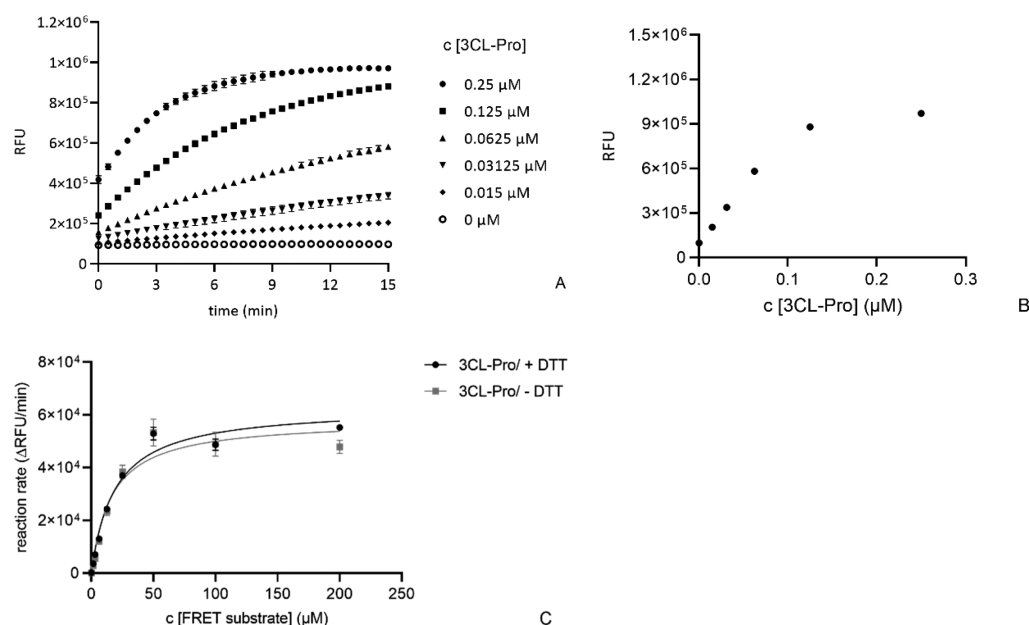 1.2×10⁶
1×10⁶
8×10⁵
6×10⁵
4×10⁵
2×10⁵
0
RFU
0 3 6 9 12 15
time (min)
c [3CL-Pro]
0.25 µM
0.125 µM
0.0625 µM
0.03125 µM
0.015 µM
0 µM
A
1.5×10⁶
1.2×10⁶
9×10⁵
6×10⁵
3×10⁵
0
RFU
0.0 0.1 0.2 0.3
c [3CL-Pro] (µM)
B
8×10⁴
6×10⁴
4×10⁴
2×10⁴
0
reaction rate (ΔRFU/min)
0 50 100 150 200 250
c [FRET substrate] (µM)
3CL-Pro/ + DTT
3CL-Pro/ - DTT
C